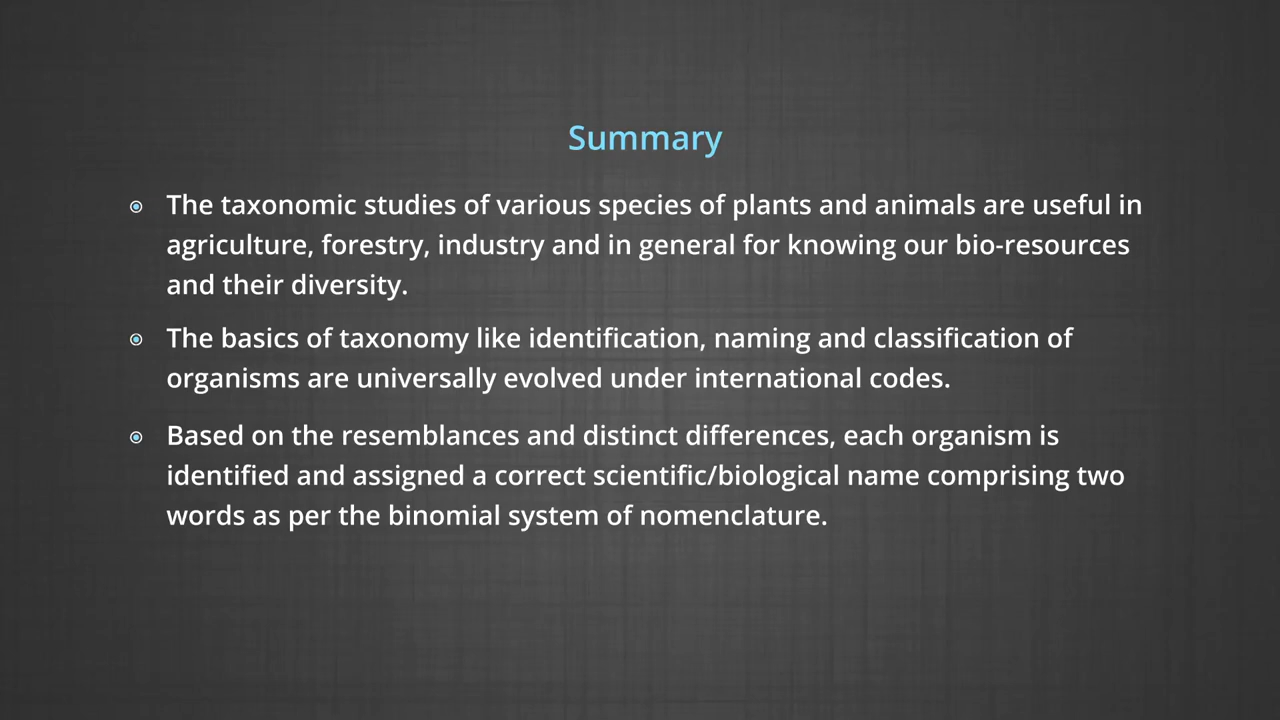 Summary
The taxonomic studies of various species of plants and animals are useful in
agriculture, forestry, industry and in general for knowing our bio-resources
and their diversity.
The basics of taxonomy like identification, naming and classification of
organisms are universally evolved under international codes.
Based on the resemblances and distinct differences, each organism is
identified and assigned a correct scientific/biological name comprising two
words as per the binomial system of nomenclature.